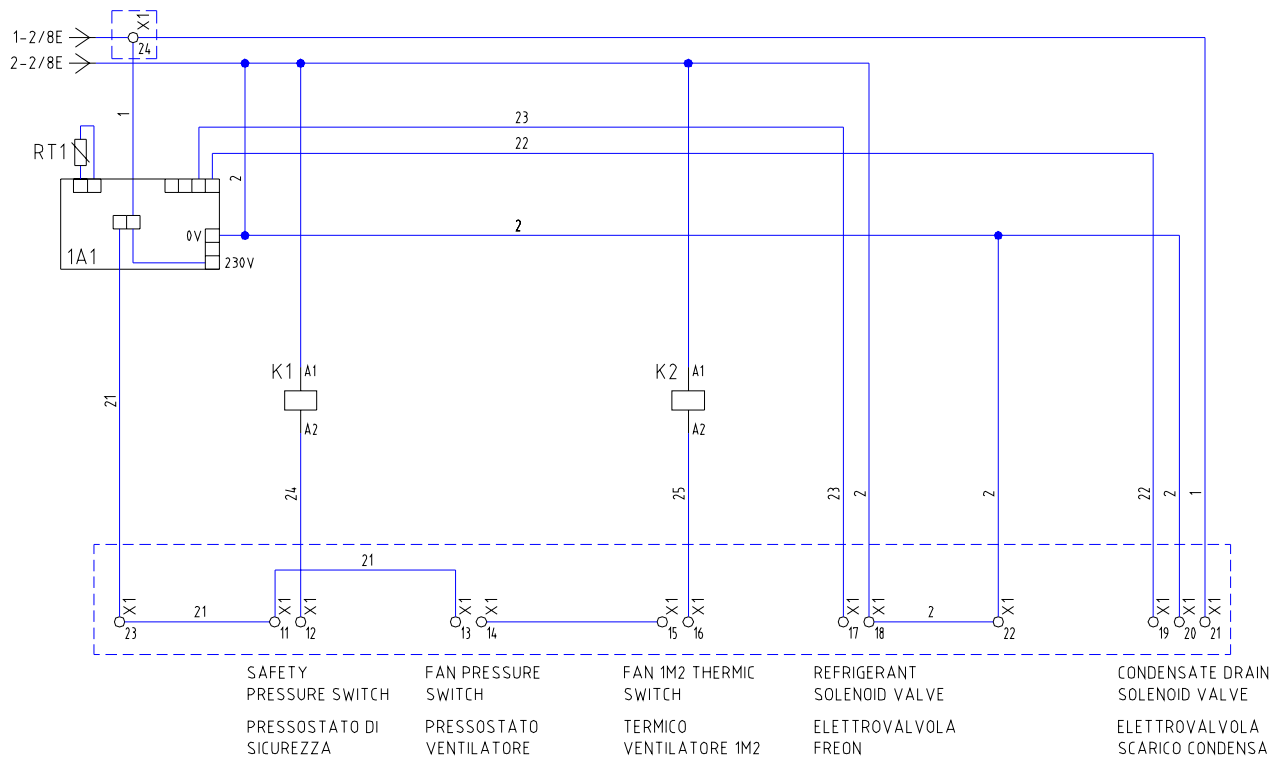 X1
1-2/8E
24
2-2/8E
1
23
22
RT1
2
2
0V
1A1
230V
K1 A1
K2 A1
21
A2
A2
24
25
23
2
2
22
2
1
21
X1
21
X1
X1
X1
X1
X1
X1
X1
X1
2
X1
X1
X1
X1
23
11
12
13
14
15
16
17
18
22
19
20
21
SAFETY
PRESSURE SWITCH
PRESSOSTATO DI
SICUREZZA
FAN PRESSURE
SWITCH
PRESSOSTATO
VENTILATORE
FAN 1M2 THERMIC
SWITCH
TERMICO
VENTILATORE 1M2
REFRIGERANT
SOLENOID VALVE
ELETTROVALVOLA
FREON
CONDENSATE DRAIN
SOLENOID VALVE
ELETTROVALVOLA
SCARICO CONDENSA